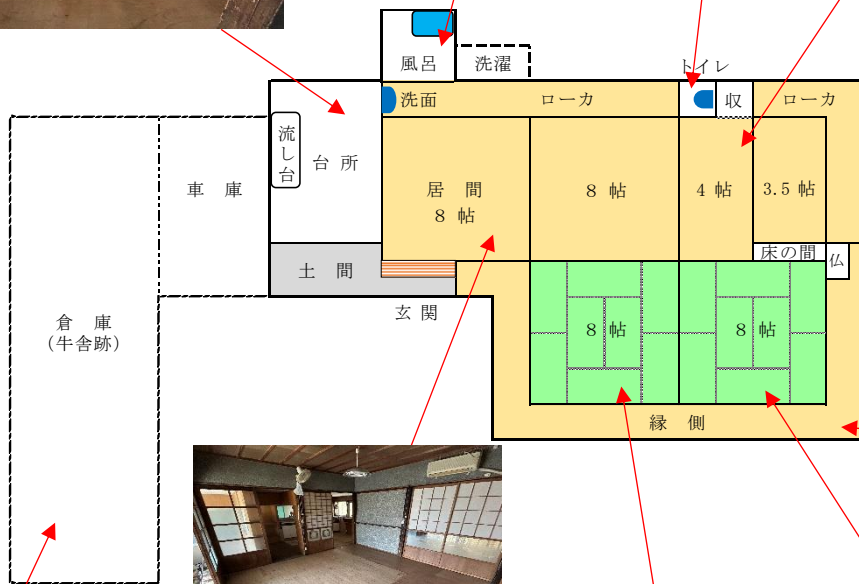 風呂
洗濯
トイレ
洗面
ローカ
収
ローカ
流し台
台所
車 庫
居 間
8 帖
8 帖
4 帖
3.5 帖
床の間
仏
土 間
玄 関
倉 庫
(牛舎跡)
8 帖
8 帖
縁 側